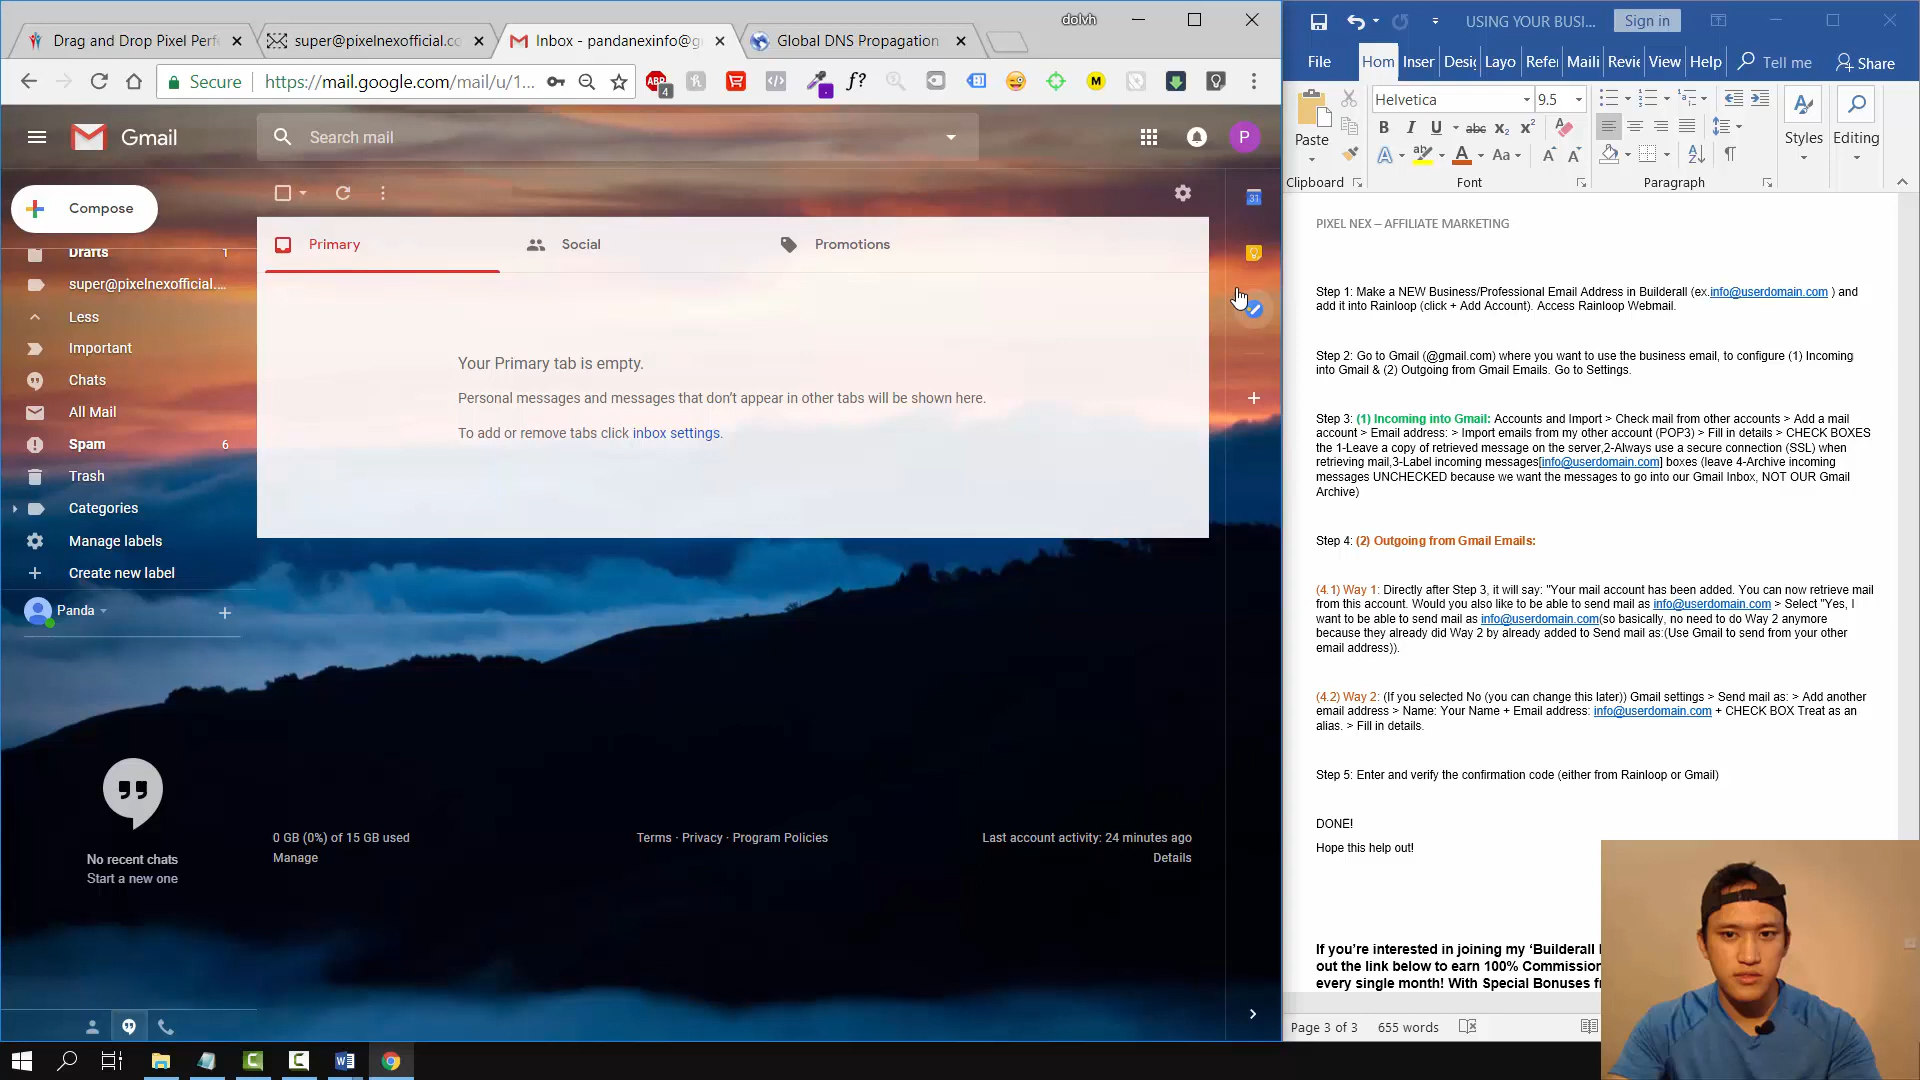 dolvh
Drag and Drop Pixel Perfe
super@pixelnexofficial.co
Inbox - pandanexinfo@g
Global DNS Propagation
Secure
https://mail.google.com/mail/u/1...
ABP
4
f?
M
Gmail
Search mail
P
Compose
31
Primary
Social
Promotions
Drafts 1
super@pixelnexofficial....
Less
Important
Chats
All Mail
Spam 6
Trash
Categories
Manage labels
Create new label
Panda
Your Primary tab is empty.
Personal messages and messages that don't appear in other tabs will be shown here.
To add or remove tabs click inbox settings.
No recent chats
Start a new one
0 GB (0%) of 15 GB used
Manage
Terms · Privacy · Program Policies
Last account activity: 24 minutes ago
Details
USING YOUR BUSI...
Sign in
File Hom Inser Desig Layo Refer Maili Revie View Help Tell me Share
Paste
Helvetica 9.5
B I U abc X₂ X²
A A Aa A A
Styles
Editing
Clipboard
Font
Paragraph
PIXEL NEX – AFFILIATE MARKETING
Step 1: Make a NEW Business/Professional Email Address in Builderall (ex.info@userdomain.com ) and
add it into Rainloop (click + Add Account). Access Rainloop Webmail.
Step 2: Go to Gmail (@gmail.com) where you want to use the business email, to configure (1) Incoming
into Gmail & (2) Outgoing from Gmail Emails. Go to Settings.
Step 3: (1) Incoming into Gmail: Accounts and Import > Check mail from other accounts > Add a mail
account > Email address: > Import emails from my other account (POP3) > Fill in details > CHECK BOXES
the 1-Leave a copy of retrieved message on the server,2-Always use a secure connection (SSL) when
retrieving mail,3-Label incoming messages[info@userdomain.com] boxes (leave 4-Archive incoming
messages UNCHECKED because we want the messages to go into our Gmail Inbox, NOT OUR Gmail
Archive)
Step 4: (2) Outgoing from Gmail Emails:
(4.1) Way 1: Directly after Step 3, it will say: "Your mail account has been added. You can now retrieve mail
from this account. Would you also like to be able to send mail as info@userdomain.com > Select "Yes, I
want to be able to send mail as info@userdomain.com(so basically, no need to do Way 2 anymore
because they already did Way 2 by already added to Send mail as:(Use Gmail to send from your other
email address)).
(4.2) Way 2: (If you selected No (you can change this later)) Gmail settings > Send mail as: > Add another
email address > Name: Your Name + Email address: info@userdomain.com + CHECK BOX Treat as an
alias. > Fill in details.
Step 5: Enter and verify the confirmation code (either from Rainloop or Gmail)
DONE!
Hope this help out!
If you're interested in joining my 'Builderall
out the link below to earn 100% Commission
every single month! With Special Bonuses f
Page 3 of 3 655 words